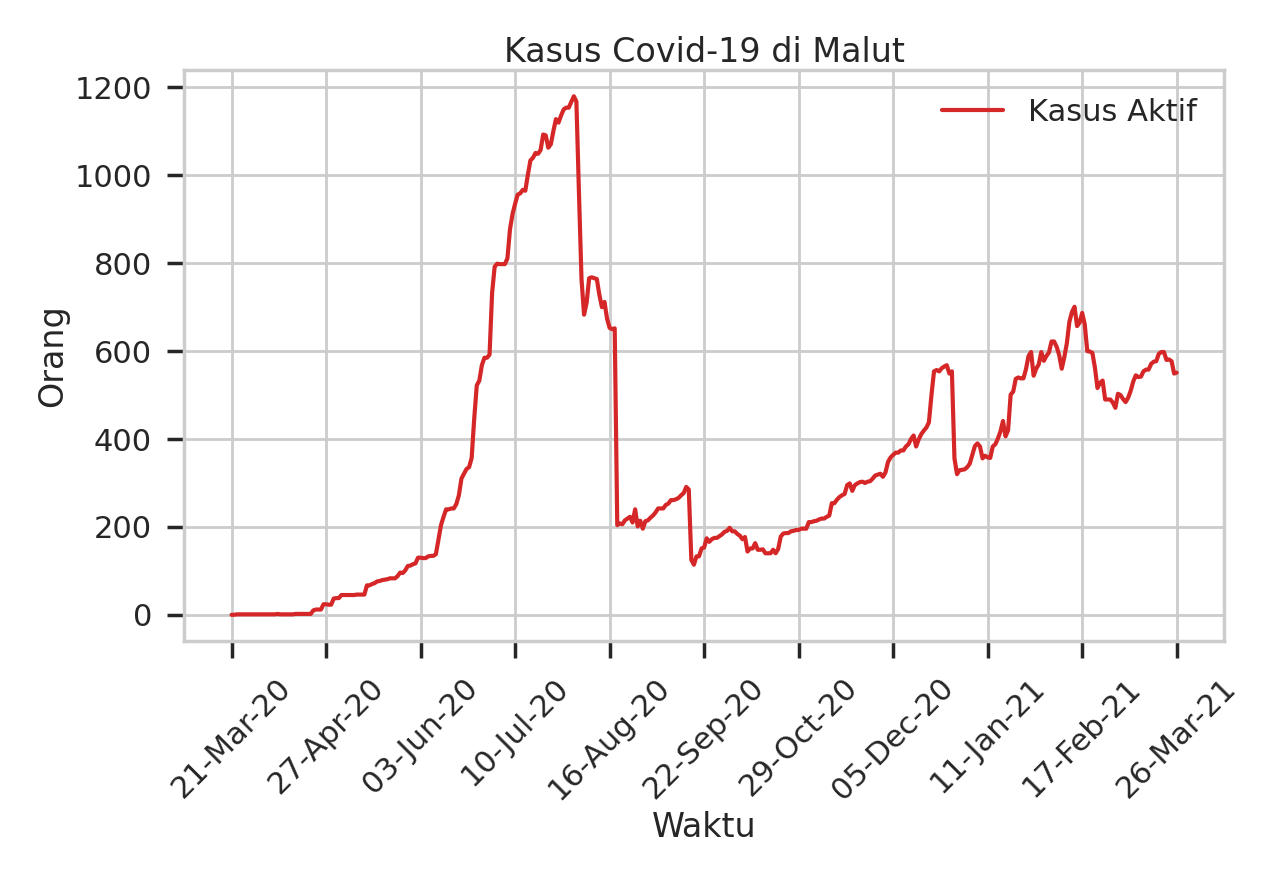 Kasus Covid-19 di Malut
Kasus Aktif
1200
1000
800
600
400
200
0
Orang
21-Mar-20
27-Apr-20
03-Jun-20
10-Jul-20
16-Aug-20
22-Sep-20
29-Oct-20
05-Dec-20
11-Jan-21
17-Feb-21
26-Mar-21
Waktu